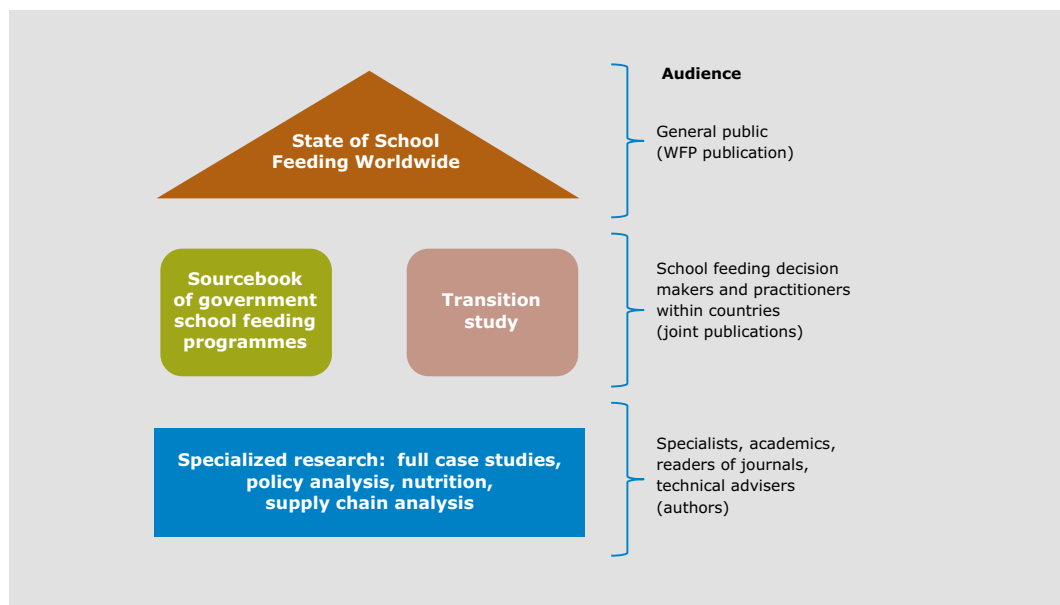 Audience
State of School
Feeding Worldwide
General public
(WFP publication)
Sourcebook
of government
school feeding
programmes
Transition
study
School feeding decision
makers and practitioners
within countries
(joint publications)
Specialized research:  full case studies,
policy analysis, nutrition,
supply chain analysis
Specialists, academics,
readers of journals,
technical advisers
(authors)